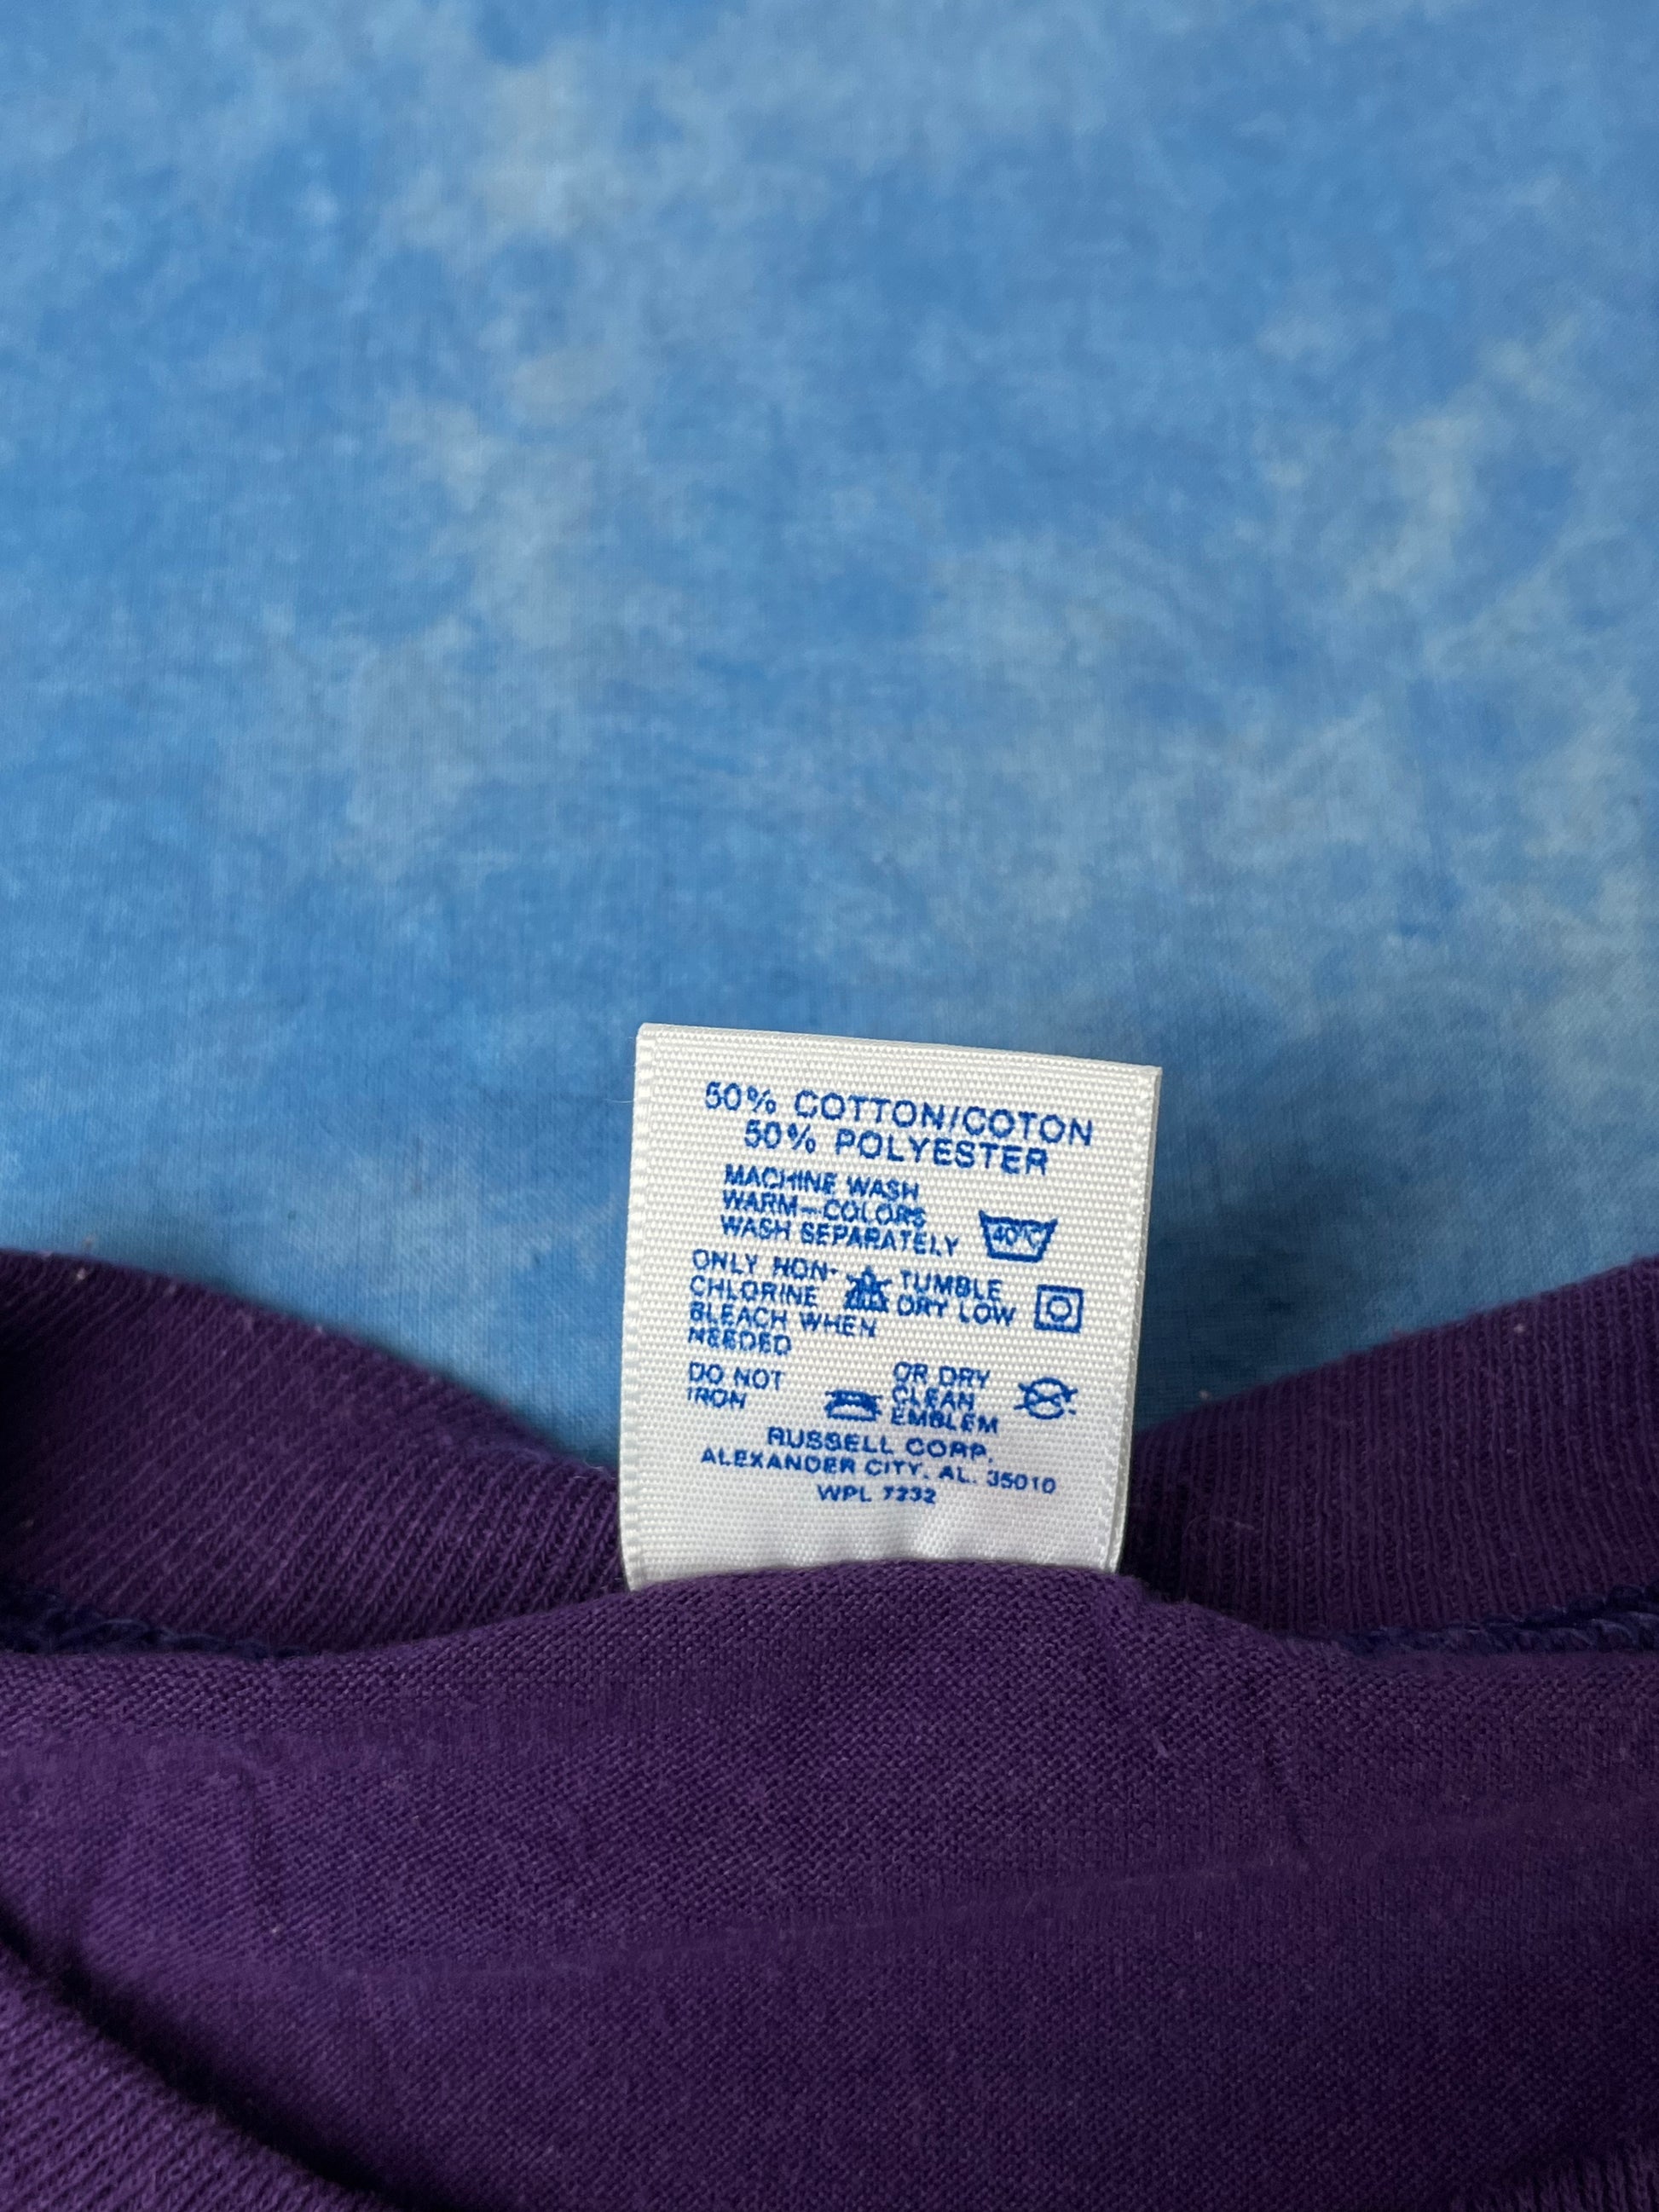 50% COTTON/COTON
50% POLYESTER
MACHINE WASH
WARM-COLORS
WASH SEPARATELY
40°C
ONLY NON-
CHLORINE
BLEACH WHEN
NEEDED
TUMBLE
DRY LOW
DO NOT
IRON
OR DRY
CLEAN
EMBLEM
RUSSELL CORP.
ALEXANDER CITY, AL. 35010
WPL 7232